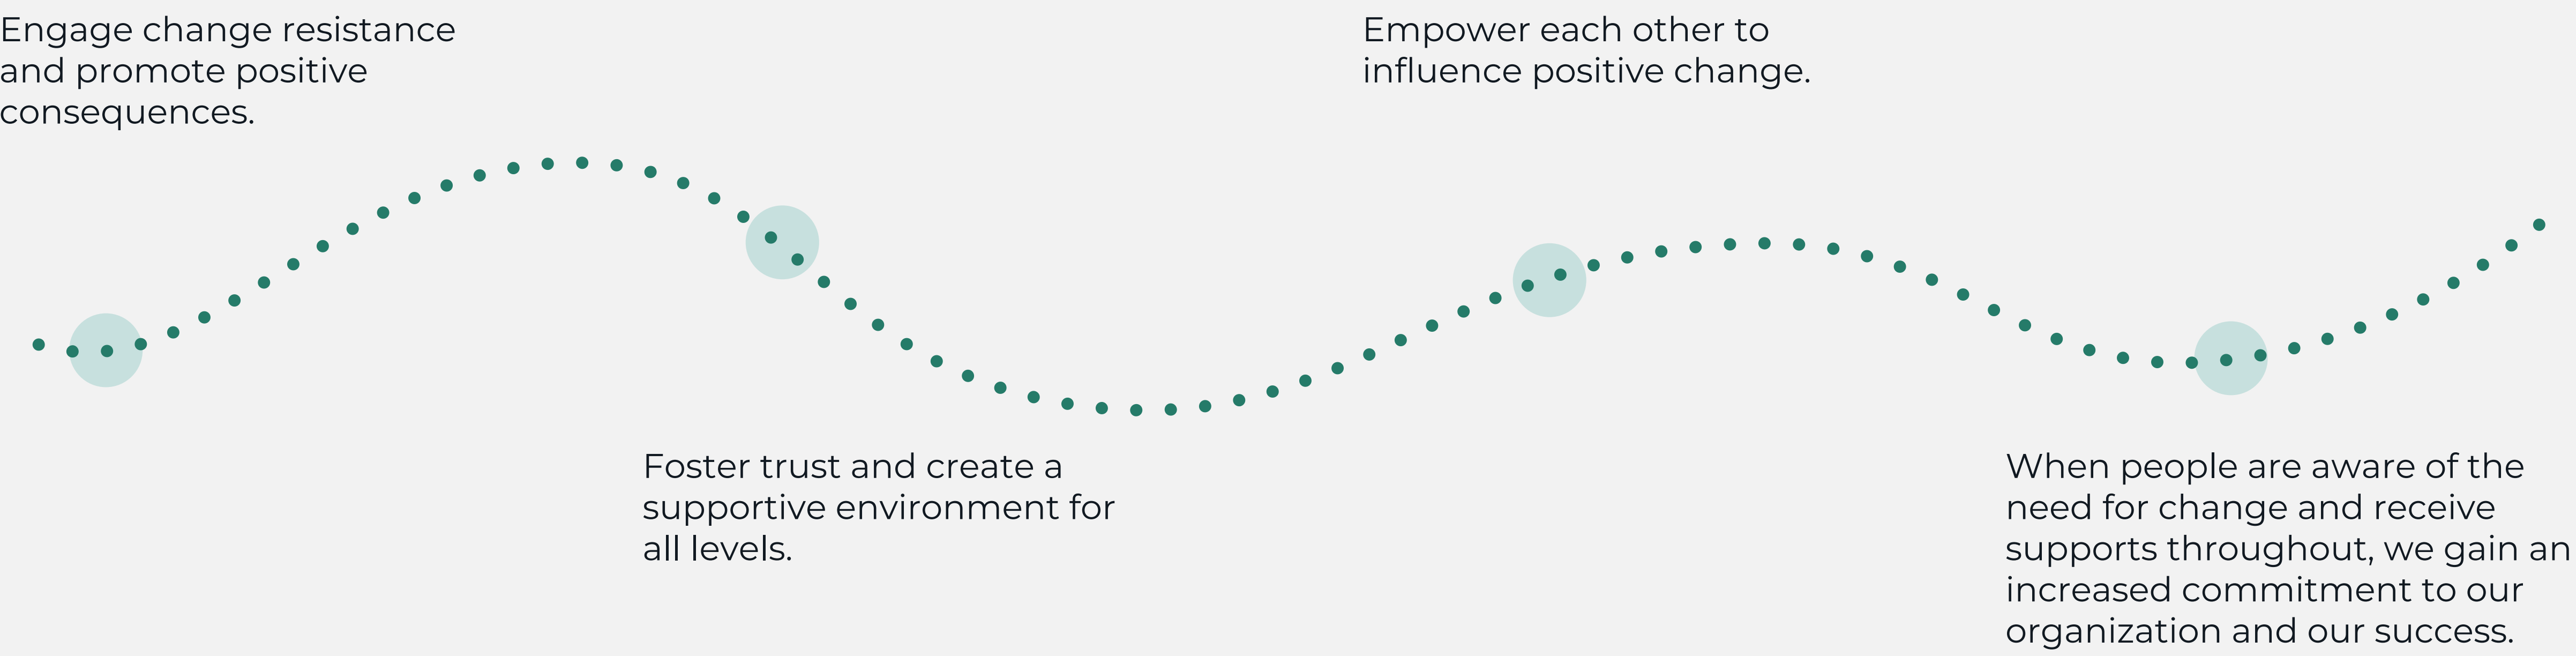 Engage change resistance
and promote positive
consequences.
Foster trust and create a
supportive environment for
all levels.
Empower each other to
influence positive change.
When people are aware of the
need for change and receive
supports throughout, we gain an
increased commitment to our
organization and our success.